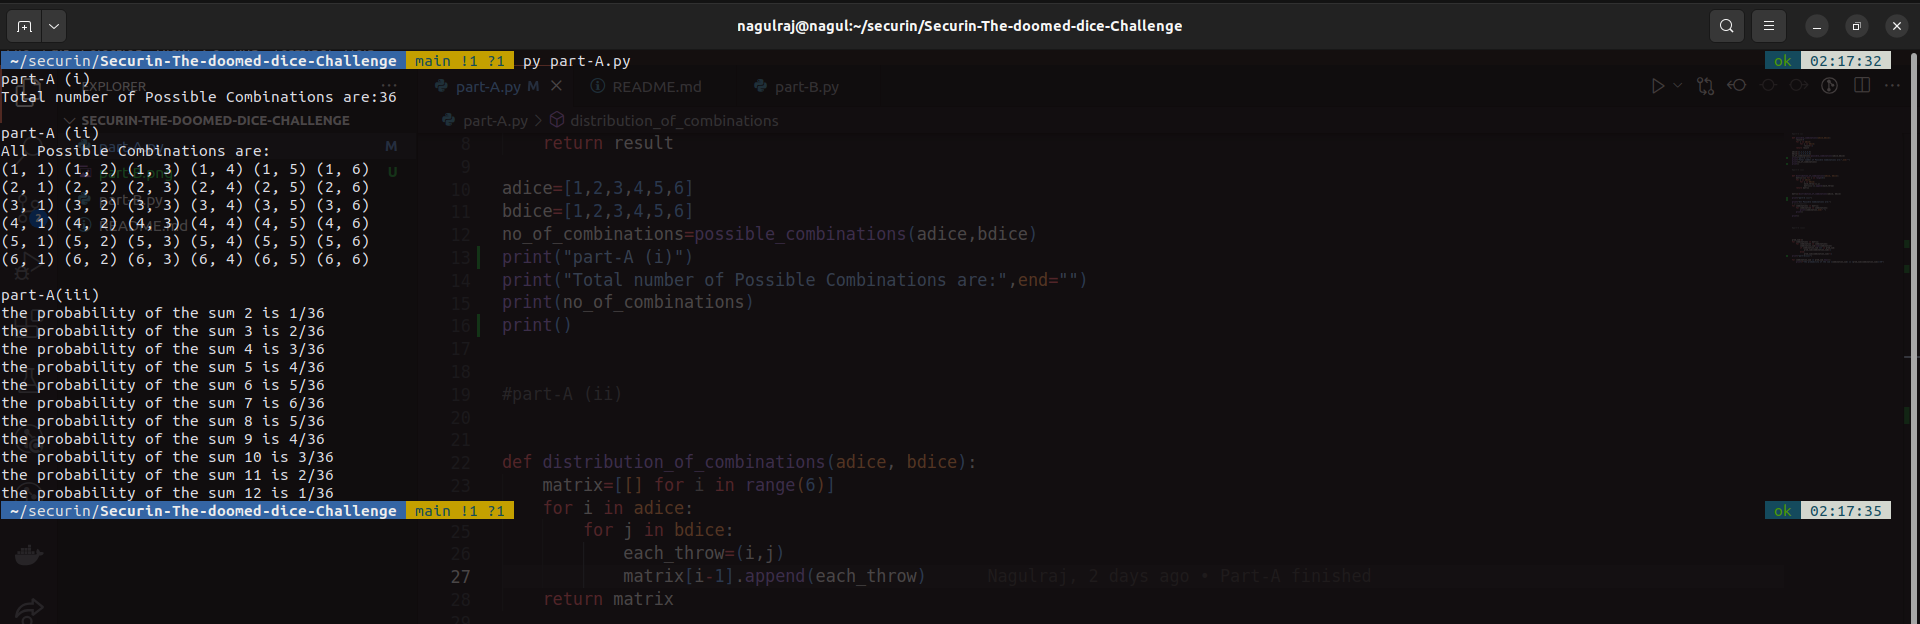 nagulraj@nagul:~/securin/Securin-The-doomed-dice-Challenge
~/securin/Securin-The-doomed-dice-Challenge main !1 ?1 py part-A.py ok 02:17:32
part-A (i)
Total number of Possible Combinations are:36
part-A (ii)
All Possible Combinations are:
(1, 1) (1, 2) (1, 3) (1, 4) (1, 5) (1, 6)
(2, 1) (2, 2) (2, 3) (2, 4) (2, 5) (2, 6)
(3, 1) (3, 2) (3, 3) (3, 4) (3, 5) (3, 6)
(4, 1) (4, 2) (4, 3) (4, 4) (4, 5) (4, 6)
(5, 1) (5, 2) (5, 3) (5, 4) (5, 5) (5, 6)
(6, 1) (6, 2) (6, 3) (6, 4) (6, 5) (6, 6)
part-A(iii)
the probability of the sum 2 is 1/36
the probability of the sum 3 is 2/36
the probability of the sum 4 is 3/36
the probability of the sum 5 is 4/36
the probability of the sum 6 is 5/36
the probability of the sum 7 is 6/36
the probability of the sum 8 is 5/36
the probability of the sum 9 is 4/36
the probability of the sum 10 is 3/36
the probability of the sum 11 is 2/36
the probability of the sum 12 is 1/36
~/securin/Securin-The-doomed-dice-Challenge main !1 ?1 ok 02:17:35
EXPLORER
SECURIN-THE-DOOMED-DICE-CHALLENGE
M
U
part-B.py
README.md
part-A.py M README.md part-B.py
part-A.py > distribution_of_combinations
8 return result
9
10 adice=[1,2,3,4,5,6]
11 bdice=[1,2,3,4,5,6]
12 no_of_combinations=possible_combinations(adice,bdice)
13 print("part-A (i)")
14 print("Total number of Possible Combinations are:",end="")
15 print(no_of_combinations)
16 print()
17
18
19 #part-A (ii)
20
21
22 def distribution_of_combinations(adice, bdice):
23 matrix=[[] for i in range(6)]
for i in adice:
25 for j in bdice:
26 each_throw=(i,j)
27 matrix[i-1].append(each_throw) Nagulraj, 2 days ago • Part-A finished
28 return matrix
29